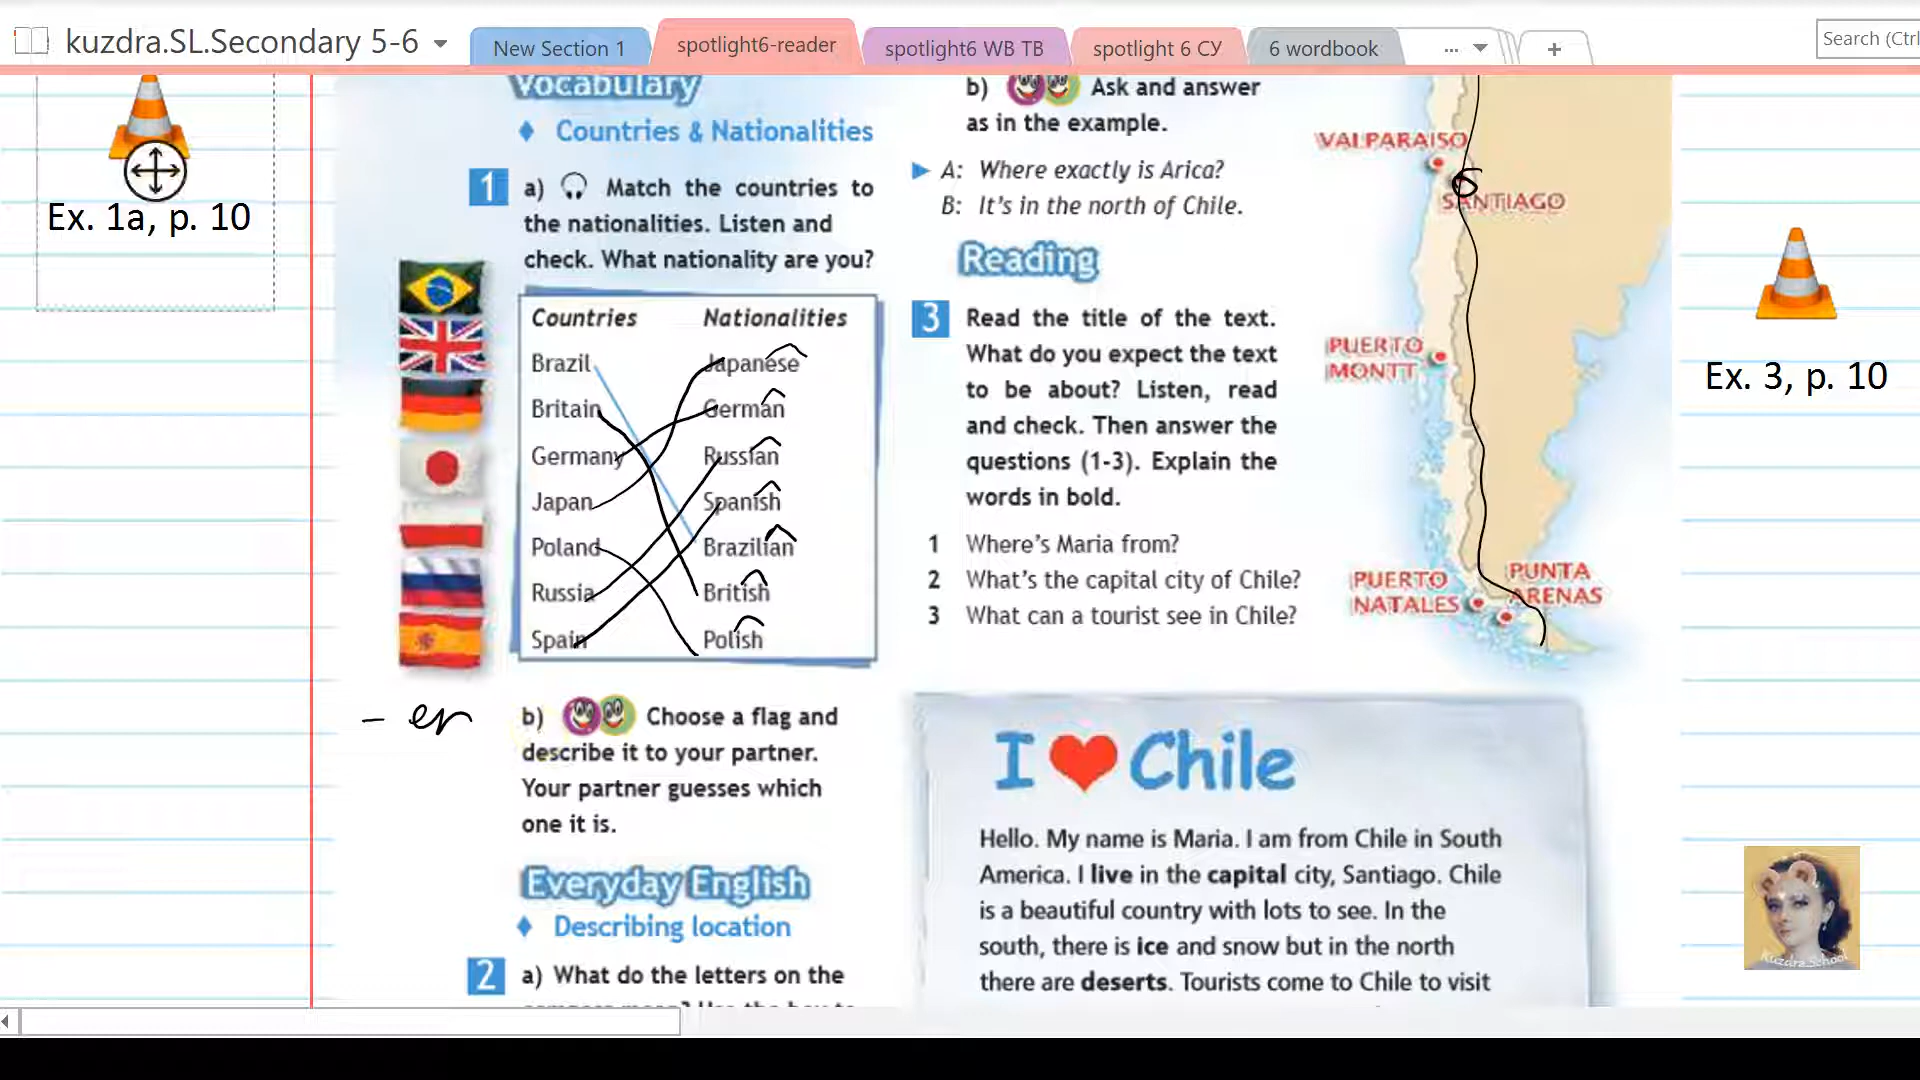 kuzdra.SL.Secondary 5-6
New Section 1
spotlight6-reader
spotlight6 WB TB
spotlight 6 СУ
6 wordbook
...
+
Search (Ctrl
Ex. 1a, p. 10
Vocabulary
Countries & Nationalities
1 a) Match the countries to
the nationalities. Listen and
check. What nationality are you?
Countries Nationalities
Brazil Japanese
Britain German
Germany Russian
Japan Spanish
Poland Brazilian
Russia British
Spain Polish
- er
b) Choose a flag and
describe it to your partner.
Your partner guesses which
one it is.
Everyday English
Describing location
2 a) What do the letters on the
b) Ask and answer
as in the example.
A: Where exactly is Arica?
B: It's in the north of Chile.
Reading
3 Read the title of the text.
What do you expect the text
to be about? Listen, read
and check. Then answer the
questions (1-3). Explain the
words in bold.
1 Where's Maria from?
2 What's the capital city of Chile?
3 What can a tourist see in Chile?
VALPARAISO
SANTIAGO
PUERTO
MONTT
PUERTO
NATALES
PUNTA
ARENAS
I Chile
Hello. My name is Maria. I am from Chile in South
America. I live in the capital city, Santiago. Chile
is a beautiful country with lots to see. In the
south, there is ice and snow but in the north
there are deserts. Tourists come to Chile to visit
Ex. 3, p. 10
Kuzdra.School